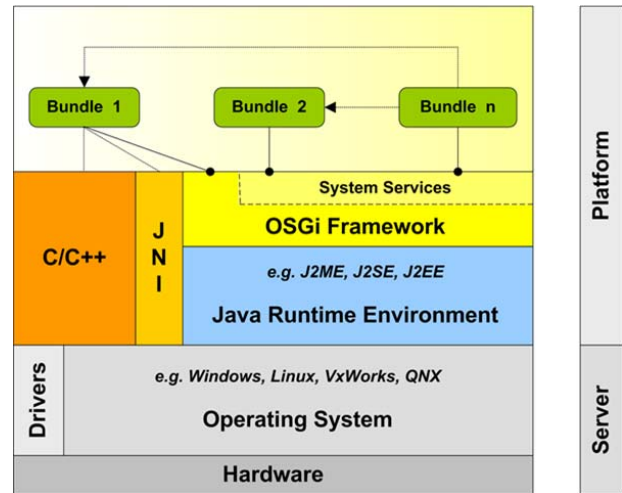 Bundle 1
Bundle 2
Bundle n
System Services
OSGi Framework
C/C++
J
N
I
e.g. J2ME, J2SE, J2EE
Java Runtime Environment
Drivers
e.g. Windows, Linux, VxWorks, QNX
Operating System
Hardware
Platform
Server